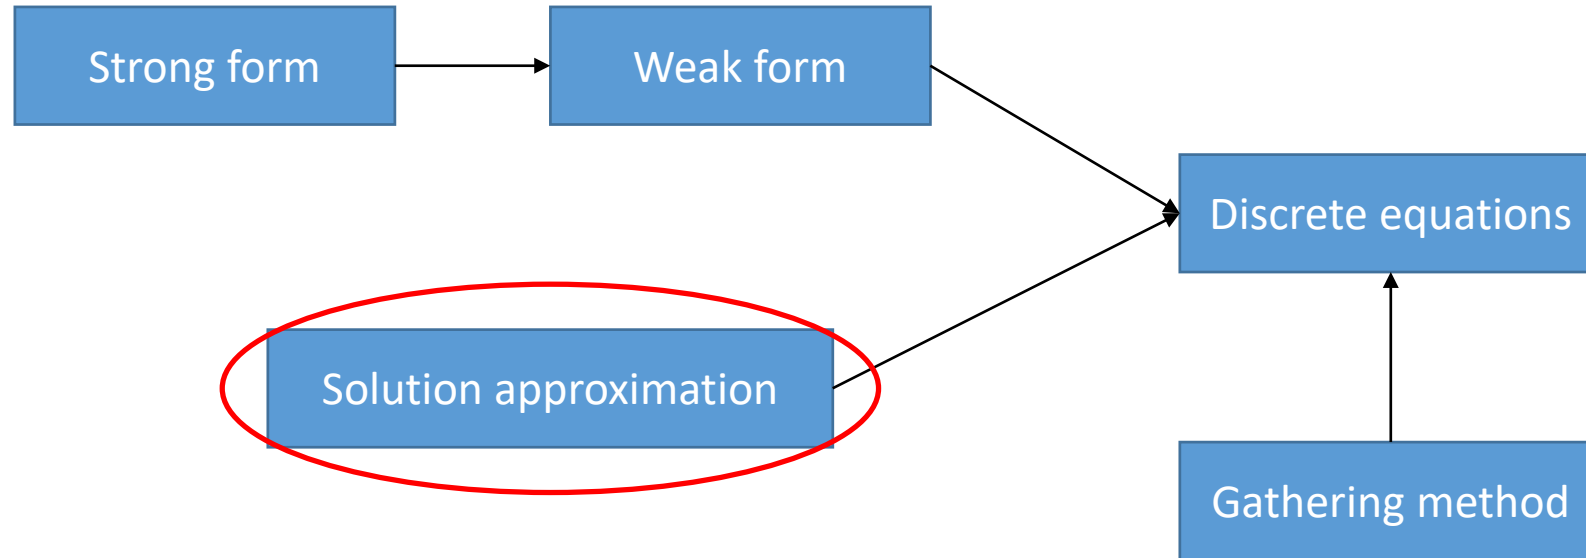 Strong form
Weak form
Discrete equations
Solution approximation
Gathering method